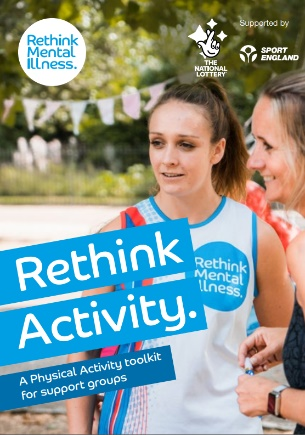 Rethink
Mental
Illness.
Supported by
THE
NATIONAL
LOTTERY
SPORT
ENGLAND
Rethink
Mental
Illness.
Rethink
Activity.
A Physical Activity toolkit
for support groups